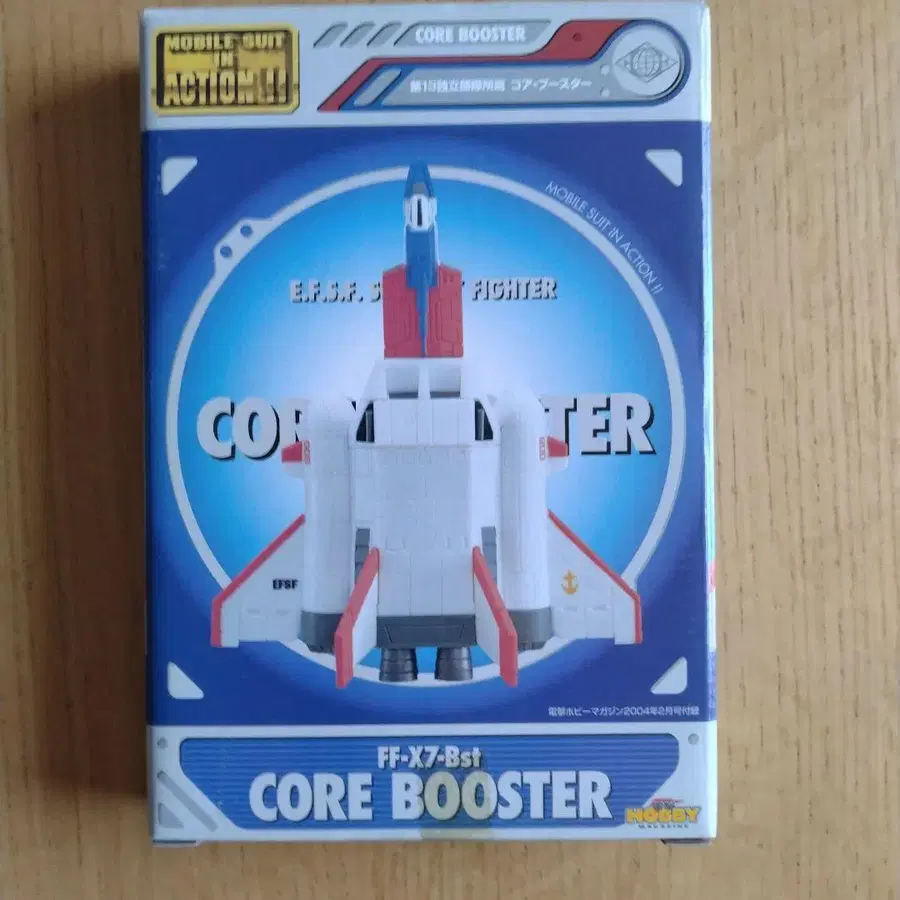 MOBILE SUIT
IN
ACTION!!
CORE BOOSTER
第13独立部隊所属 コア・ブースター
MOBILE SUIT IN ACTION !!
E.F.S.F. S FIGHTER
COR STER
EFSF
電撃ホビーマガジン2004年2月号付録
FF-X7-Bst
CORE BOOSTER
HOBBY
MAGAZINE